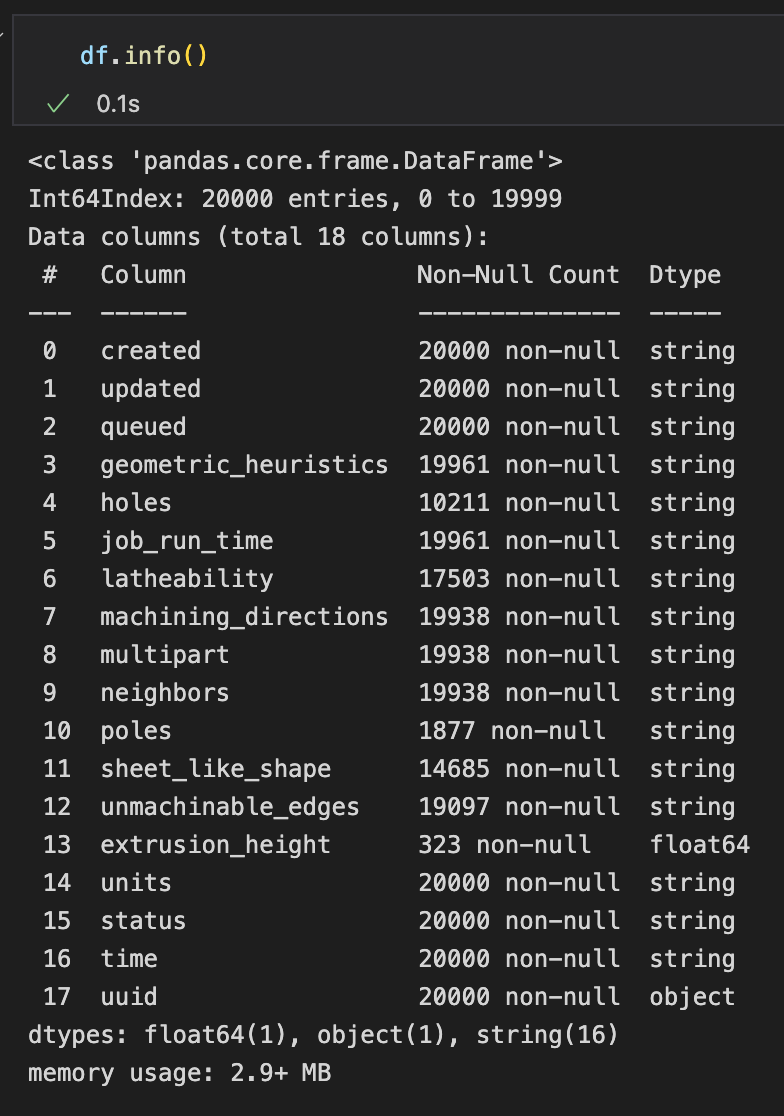 df.info()
✓ 0.1s
<class 'pandas.core.frame.DataFrame'>
Int64Index: 20000 entries, 0 to 19999
Data columns (total 18 columns):
 #   Column                Non-Null Count  Dtype
---  ------                --------------  -----
 0   created               20000 non-null  string
 1   updated               20000 non-null  string
 2   queued                20000 non-null  string
 3   geometric_heuristics  19961 non-null  string
 4   holes                 10211 non-null  string
 5   job_run_time          19961 non-null  string
 6   latheability          17503 non-null  string
 7   machining_directions  19938 non-null  string
 8   multipart             19938 non-null  string
 9   neighbors             19938 non-null  string
 10  poles                 1877 non-null   string
 11  sheet_like_shape      14685 non-null  string
 12  unmachinable_edges    19097 non-null  string
 13  extrusion_height      323 non-null    float64
 14  units                 20000 non-null  string
 15  status                20000 non-null  string
 16  time                  20000 non-null  string
 17  uuid                  20000 non-null  object
dtypes: float64(1), object(1), string(16)
memory usage: 2.9+ MB